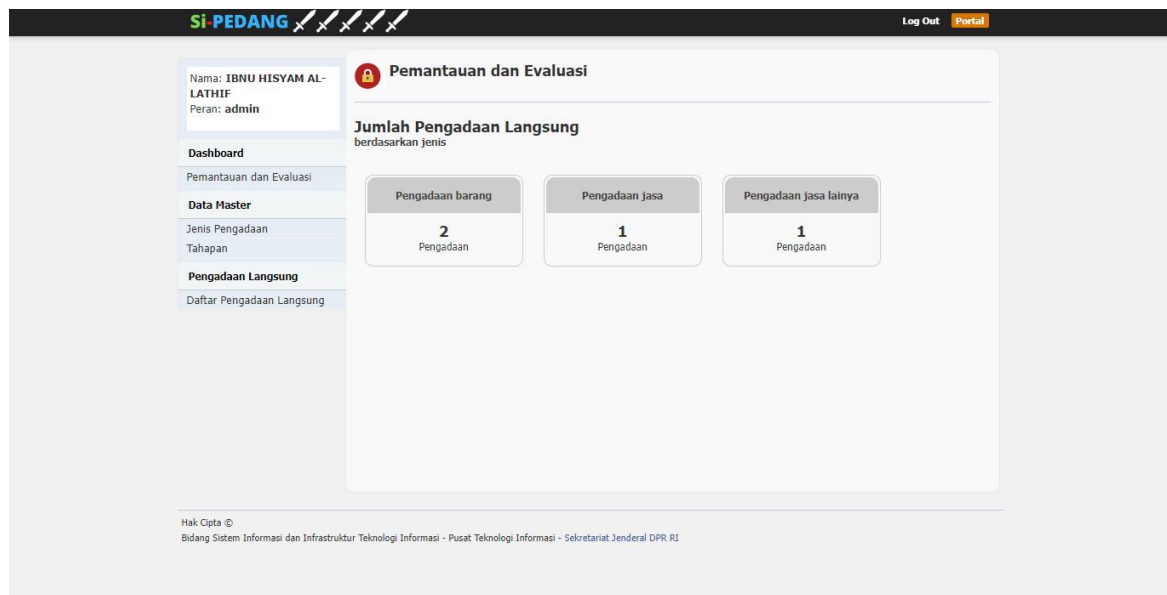 Si-PEDANG
Log Out Portal
Nama: IBNU HISYAM AL-
LATHIF
Peran: admin
Dashboard
Pemantauan dan Evaluasi
Data Master
Jenis Pengadaan
Tahapan
Pengadaan Langsung
Daftar Pengadaan Langsung
Pemantauan dan Evaluasi
Jumlah Pengadaan Langsung
berdasarkan jenis
Pengadaan barang
2
Pengadaan
Pengadaan jasa
1
Pengadaan
Pengadaan jasa lainya
1
Pengadaan
Hak Cipta ©
Bidang Sistem Informasi dan Infrastruktur Teknologi Informasi - Pusat Teknologi Informasi - Sekretariat Jenderal DPR RI